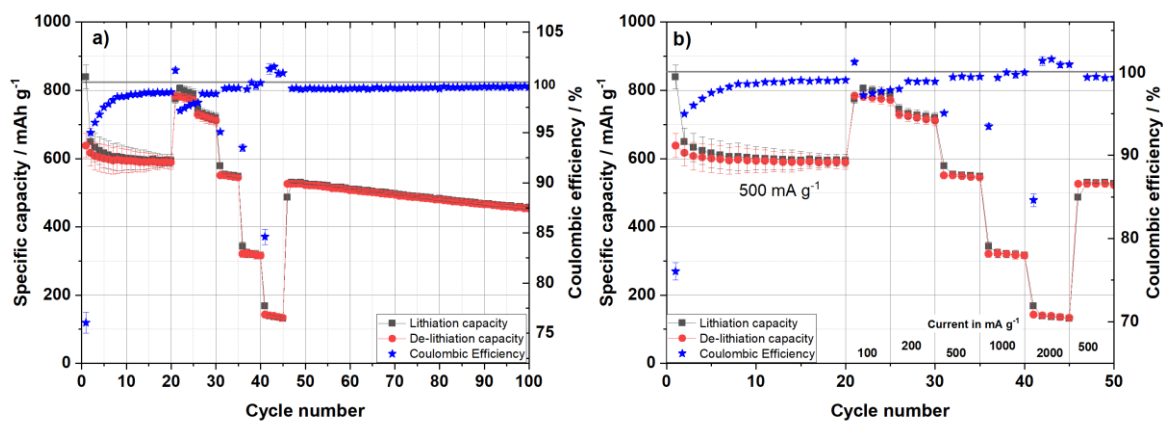 a)
Specific capacity / mAh g⁻¹
1000
800
600
400
200
0
105
100
95
90
85
80
75
Coulombic efficiency / %
Lithiation capacity
De-lithiation capacity
Coulombic Efficiency
0 10 20 30 40 50 60 70 80 90 100
Cycle number
b)
Specific capacity / mAh g⁻¹
1000
800
600
400
200
0
100
90
80
70
Coulombic efficiency / %
500 mA g⁻¹
Lithiation capacity
De-lithiation capacity
Coulombic Efficiency
Current in mA g⁻¹
100 200 500 1000 2000 500
0 10 20 30 40 50
Cycle number